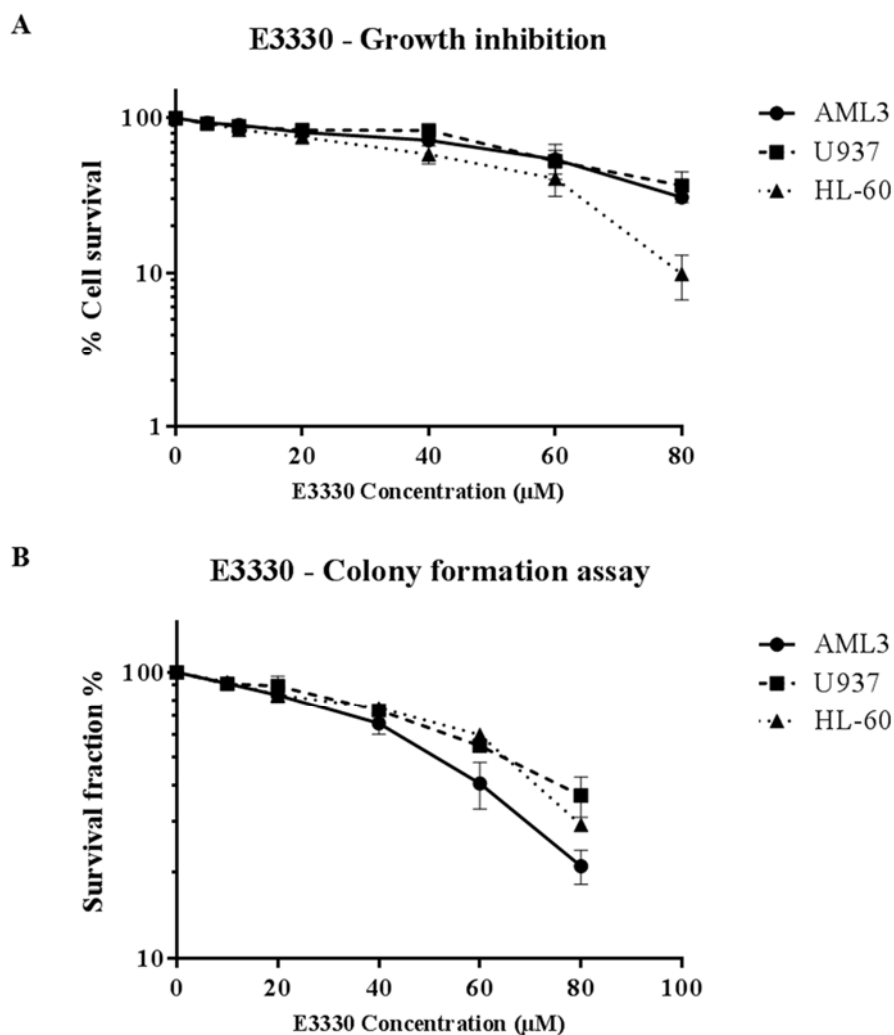 A
E3330 - Growth inhibition
AML3
U937
HL-60
% Cell survival
100
10
1
0 20 40 60 80
E3330 Concentration (µM)
B
E3330 - Colony formation assay
AML3
U937
HL-60
Survival fraction %
100
10
0 20 40 60 80 100
E3330 Concentration (µM)